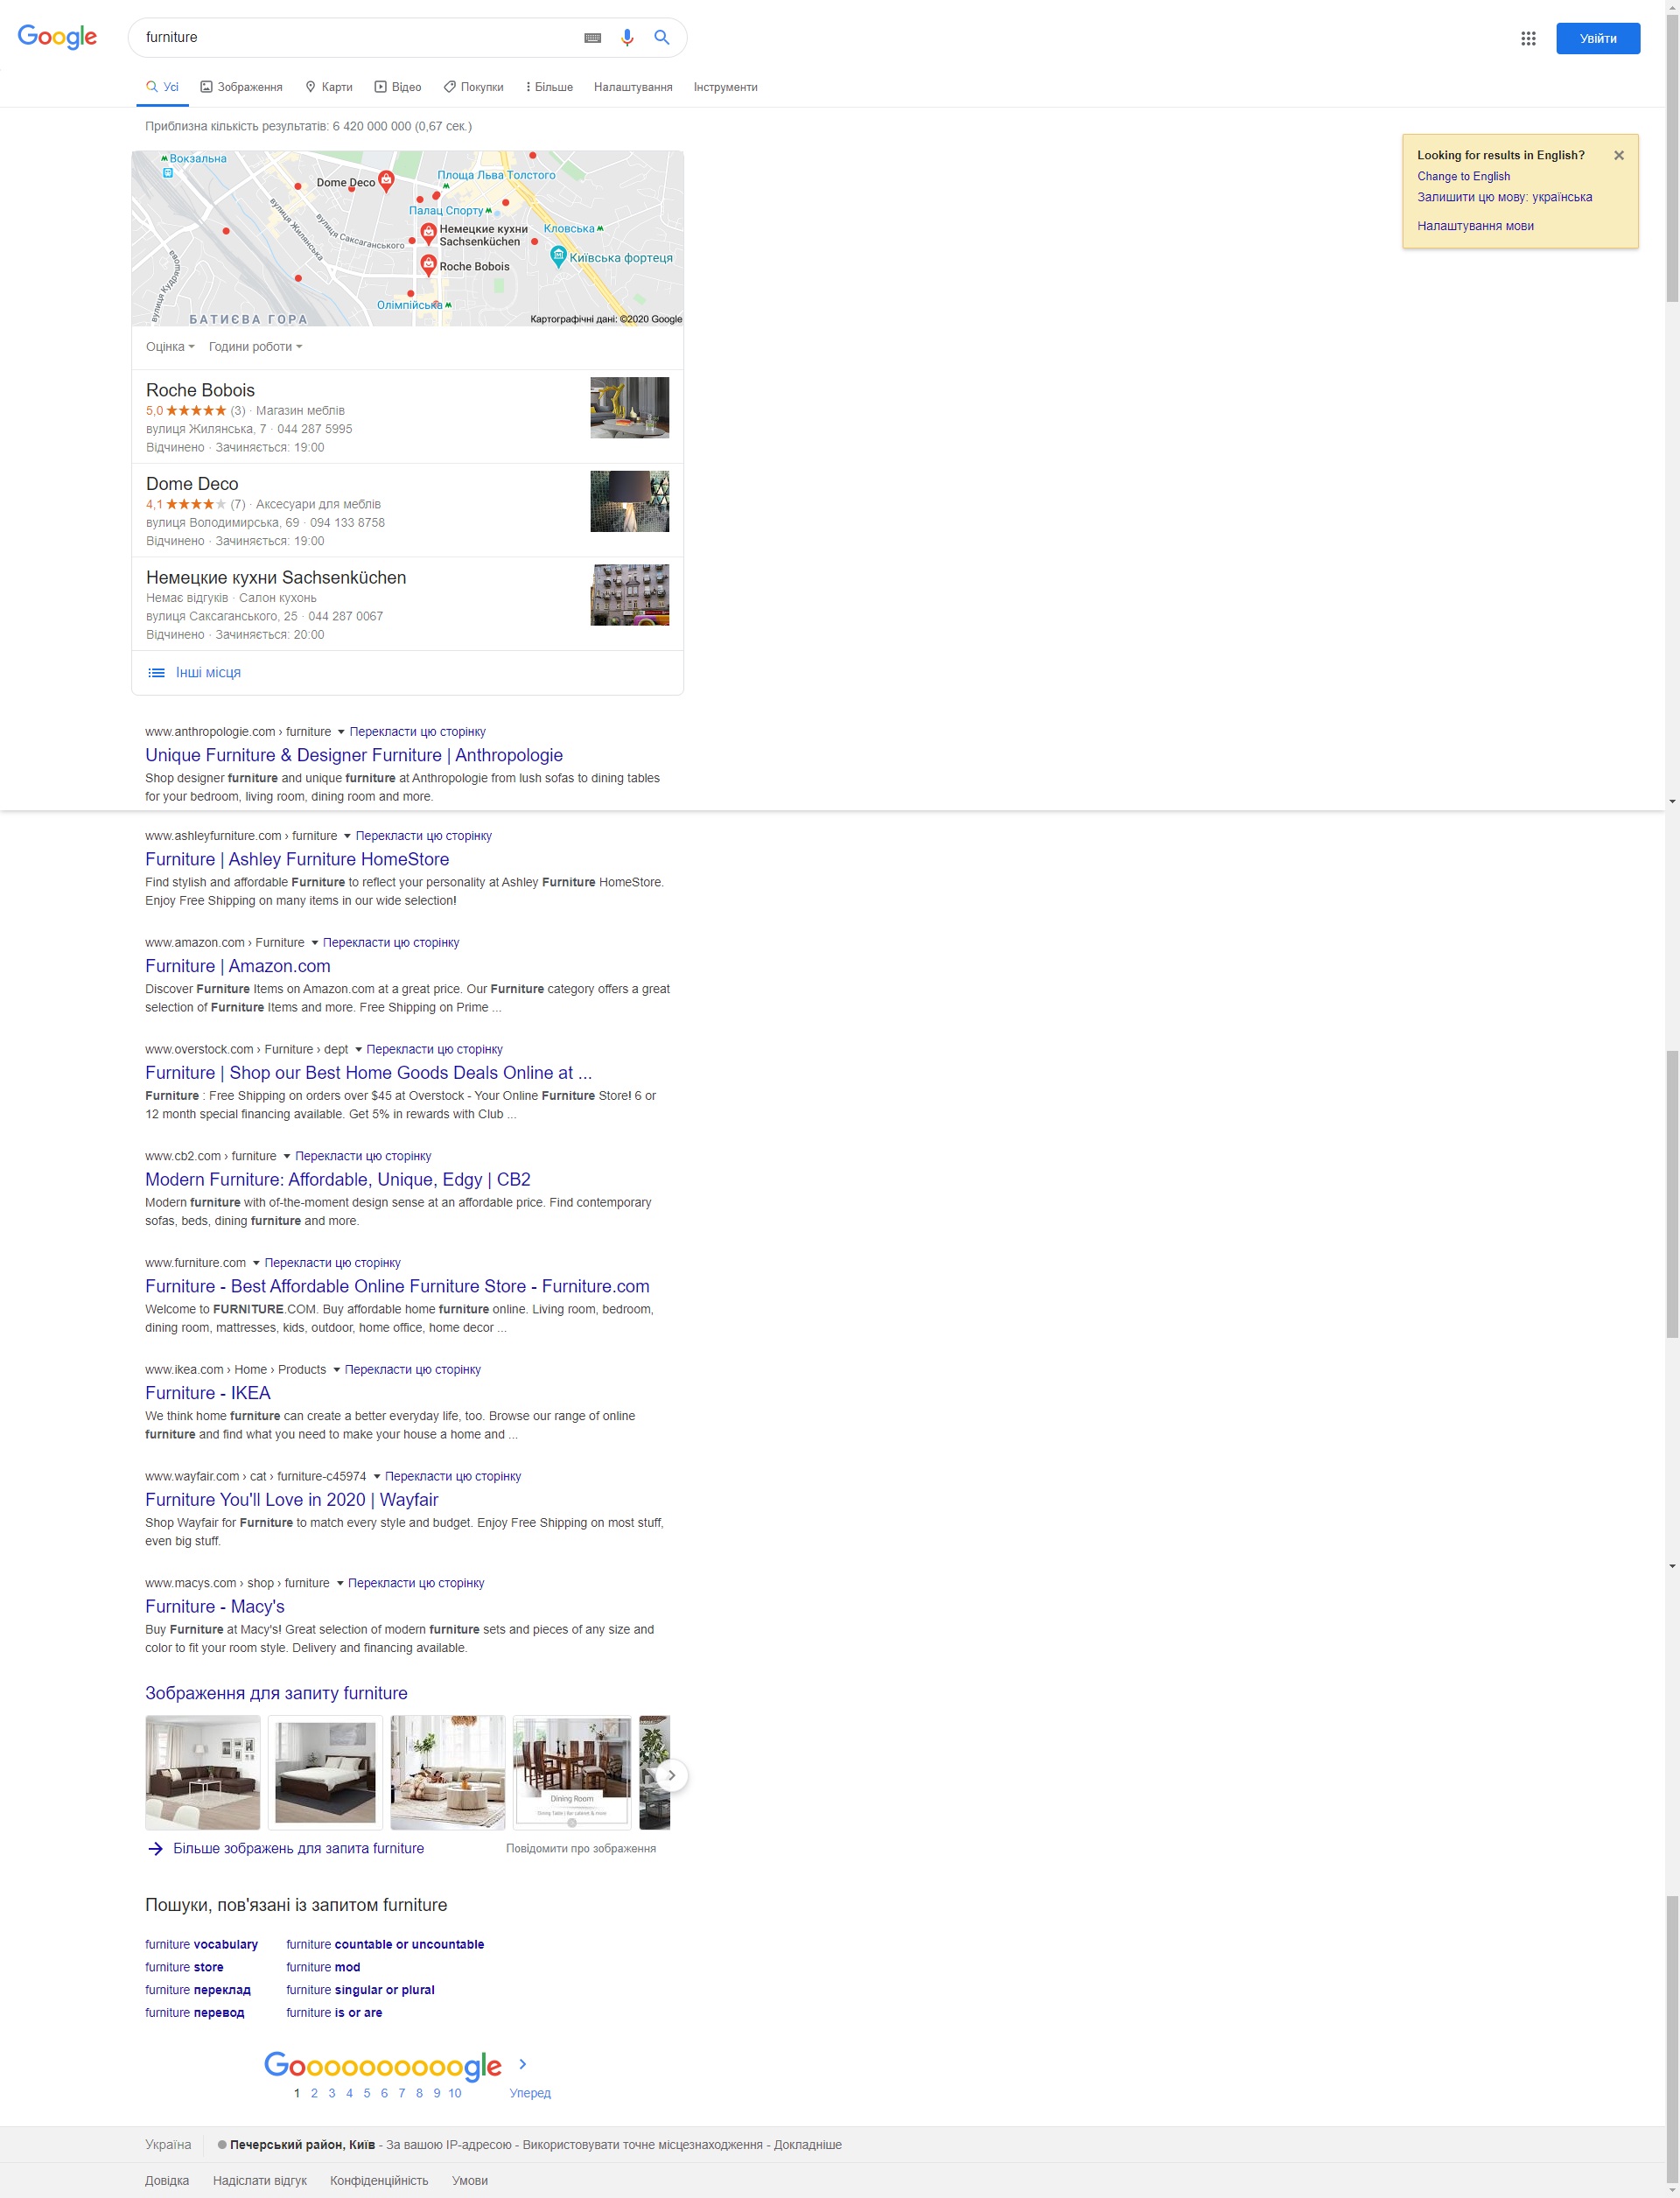 Google
furniture
Увійти
Усі
Зображення
Карти
Відео
Покупки
Більше
Налаштування
Інструменти
Приблизна кількість результатів: 6 420 000 000 (0,67 сек.)
Looking for results in English?
Change to English
Залишити цю мову: українська
Налаштування мови
Вокзальна
Dome Deco
Площа Льва Толстого
Палац Спорту
вулиця Жилянська
вулиця Саксаганського
Немецкие кухни
Sachsenküchen
Кловська
Київська фортеця
Roche Bobois
Олімпійська
БАТИЄВА ГОРА
Картографічні дані: ©2020 Google
Оцінка
Години роботи
Roche Bobois
5,0 ★★★★★ (3) · Магазин меблів
вулиця Жилянська, 7 · 044 287 5995
Відчинено · Зачиняється: 19:00
Dome Deco
4,1 ★★★★★ (7) · Аксесуари для меблів
вулиця Володимирська, 69 · 094 133 8758
Відчинено · Зачиняється: 19:00
Немецкие кухни Sachsenküchen
Немає відгуків · Салон кухонь
вулиця Саксаганського, 25 · 044 287 0067
Відчинено · Зачиняється: 20:00
Інші місця
www.anthropologie.com › furniture ▾ Перекласти цю сторінку
Unique Furniture & Designer Furniture | Anthropologie
Shop designer furniture and unique furniture at Anthropologie from lush sofas to dining tables
for your bedroom, living room, dining room and more.
www.ashleyfurniture.com › furniture ▾ Перекласти цю сторінку
Furniture | Ashley Furniture HomeStore
Find stylish and affordable Furniture to reflect your personality at Ashley Furniture HomeStore.
Enjoy Free Shipping on many items in our wide selection!
www.amazon.com › Furniture ▾ Перекласти цю сторінку
Furniture | Amazon.com
Discover Furniture Items on Amazon.com at a great price. Our Furniture category offers a great
selection of Furniture Items and more. Free Shipping on Prime ...
www.overstock.com › Furniture › dept ▾ Перекласти цю сторінку
Furniture | Shop our Best Home Goods Deals Online at ...
Furniture : Free Shipping on orders over $45 at Overstock - Your Online Furniture Store! 6 or
12 month special financing available. Get 5% in rewards with Club ...
www.cb2.com › furniture ▾ Перекласти цю сторінку
Modern Furniture: Affordable, Unique, Edgy | CB2
Modern furniture with of-the-moment design sense at an affordable price. Find contemporary
sofas, beds, dining furniture and more.
www.furniture.com ▾ Перекласти цю сторінку
Furniture - Best Affordable Online Furniture Store - Furniture.com
Welcome to FURNITURE.COM. Buy affordable home furniture online. Living room, bedroom,
dining room, mattresses, kids, outdoor, home office, home decor ...
www.ikea.com › Home › Products ▾ Перекласти цю сторінку
Furniture - IKEA
We think home furniture can create a better everyday life, too. Browse our range of online
furniture and find what you need to make your house a home and ...
www.wayfair.com › cat › furniture-c45974 ▾ Перекласти цю сторінку
Furniture You'll Love in 2020 | Wayfair
Shop Wayfair for Furniture to match every style and budget. Enjoy Free Shipping on most stuff,
even big stuff.
www.macys.com › shop › furniture ▾ Перекласти цю сторінку
Furniture - Macy's
Buy Furniture at Macy's! Great selection of modern furniture sets and pieces of any size and
color to fit your room style. Delivery and financing available.
Зображення для запиту furniture
Dining Room
Більше зображень для запита furniture
Повідомити про зображення
Пошуки, пов'язані із запитом furniture
furniture vocabulary
furniture countable or uncountable
furniture store
furniture mod
furniture переклад
furniture singular or plural
furniture перевод
furniture is or are
Goooooooooogle
1 2 3 4 5 6 7 8 9 10 Уперед
Україна
Печерський район, Київ - За вашою IP-адресою - Використовувати точне місцезнаходження - Докладніше
Довідка
Надіслати відгук
Конфіденційність
Умови